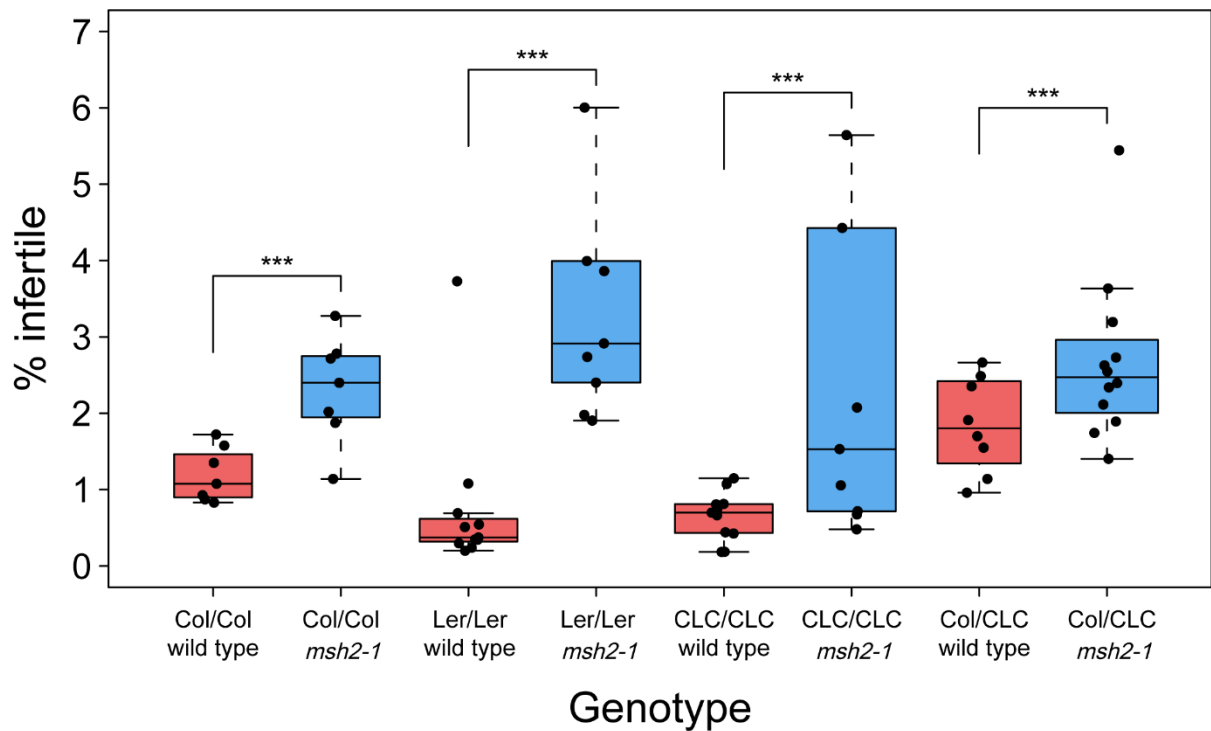 % infertile
7
6
5
4
3
2
1
0
***
***
***
***
Col/Col
wild type
Col/Col
msh2-1
Ler/Ler
wild type
Ler/Ler
msh2-1
CLC/CLC
wild type
CLC/CLC
msh2-1
Col/CLC
wild type
Col/CLC
msh2-1
Genotype